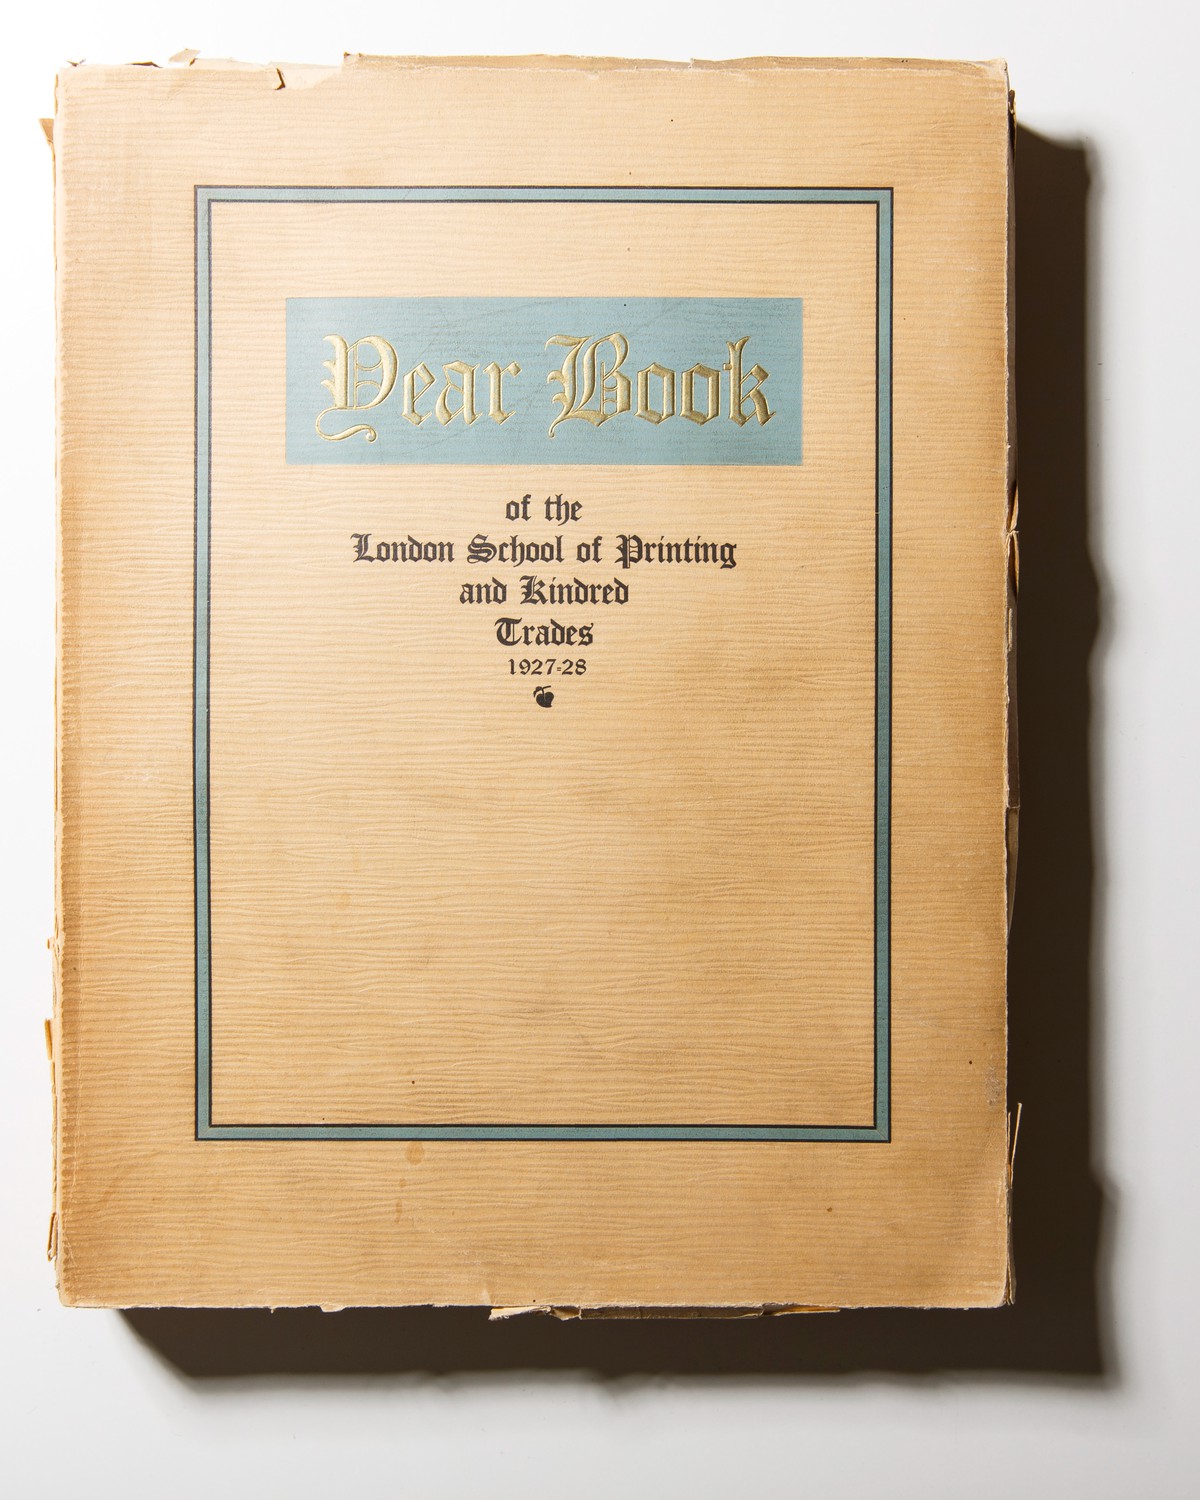 Year Book
of the
London School of Printing
and Kindred
Trades
1927-28